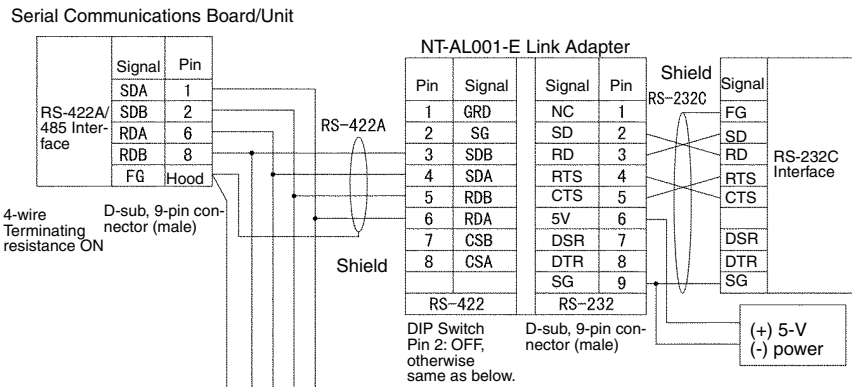 Serial Communications Board/Unit
Signal Pin
SDA 1
SDB 2
RDA 6
RDB 8
FG Hood
RS-422A/
485 Inter-
face
4-wire
Terminating
resistance ON
D-sub, 9-pin con-
nector (male)
RS-422A
Shield
NT-AL001-E Link Adapter
Pin Signal
1 GRD
2 SG
3 SDB
4 SDA
5 RDB
6 RDA
7 CSB
8 CSA
RS-422
DIP Switch
Pin 2: OFF,
otherwise
same as below.
Signal Pin
NC 1
SD 2
RD 3
RTS 4
CTS 5
5V 6
DSR 7
DTR 8
SG 9
RS-232
D-sub, 9-pin con-
nector (male)
Shield
RS-232C
Signal
FG
SD
RD
RTS
CTS
DSR
DTR
SG
RS-232C
Interface
(+) 5-V
(-) power